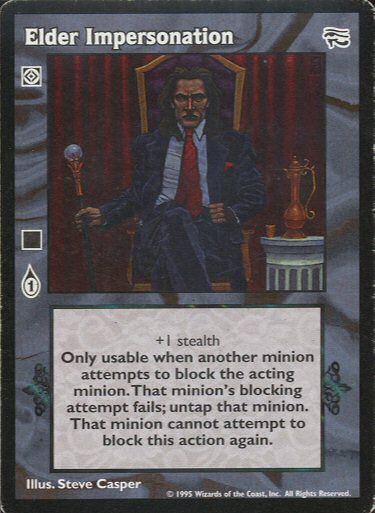 Elder Impersonation
1
+1 stealth
Only usable when another minion
attempts to block the acting
minion. That minion's blocking
attempt fails; untap that minion.
That minion cannot attempt to
block this action again.
Illus. Steve Casper
© 1995 Wizards of the Coast, Inc. All Rights Reserved.